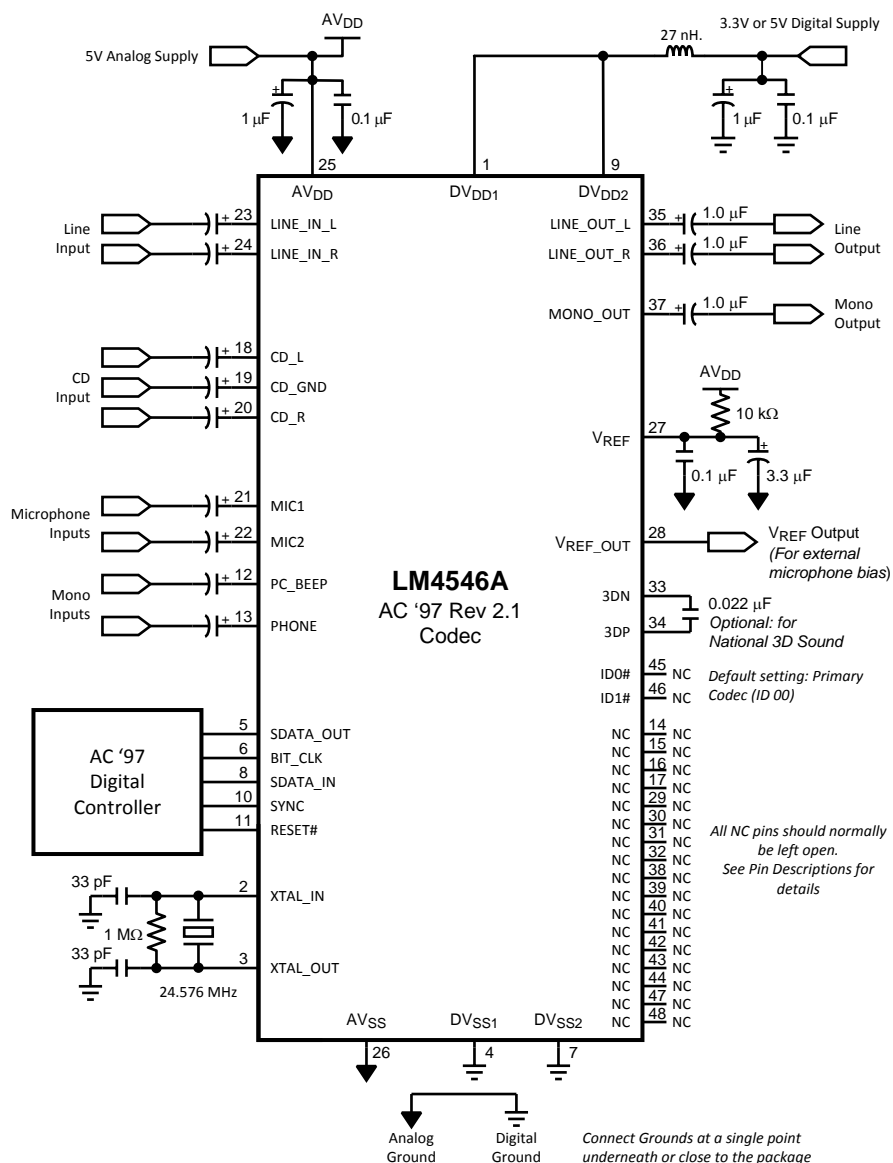 AVDD
5V Analog Supply
+
1 μF
0.1 μF
27 nH.
3.3V or 5V Digital Supply
+
1 μF
0.1 μF
25
1
9
AVDD
DVDD1
DVDD2
Line
Input
+ 23
LINE_IN_L
+ 24
LINE_IN_R
CD
Input
+ 18
CD_L
+ 19
CD_GND
+ 20
CD_R
Microphone
Inputs
+ 21
MIC1
+ 22
MIC2
Mono
Inputs
+ 12
PC_BEEP
+ 13
PHONE
AC ‘97
Digital
Controller
5
SDATA_OUT
6
BIT_CLK
8
SDATA_IN
10
SYNC
11
RESET#
33 pF
2
XTAL_IN
1 MΩ
33 pF
3
XTAL_OUT
24.576 MHz
LM4546A
AC ‘97 Rev 2.1
Codec
LINE_OUT_L
35
+
1.0 μF
LINE_OUT_R
36
+
1.0 μF
Line
Output
MONO_OUT
37
+
1.0 μF
Mono
Output
AVDD
10 kΩ
VREF
27
0.1 μF
+
3.3 μF
VREF_OUT
28
VREF Output
(For external
microphone bias)
3DN
33
3DP
34
0.022 μF
Optional: for
National 3D Sound
ID0#
45
NC
ID1#
46
NC
Default setting: Primary
Codec (ID 00)
NC 14 NC
NC 15 NC
NC 16 NC
NC 17 NC
NC 29 NC
NC 30 NC
NC 31 NC
NC 32 NC
NC 38 NC
NC 39 NC
NC 40 NC
NC 41 NC
NC 42 NC
NC 43 NC
NC 44 NC
NC 47 NC
NC 48 NC
All NC pins should normally
be left open.
See Pin Descriptions for
details
AVSS
DVSS1
DVSS2
26
4
7
Analog
Ground
Digital
Ground
Connect Grounds at a single point
underneath or close to the package